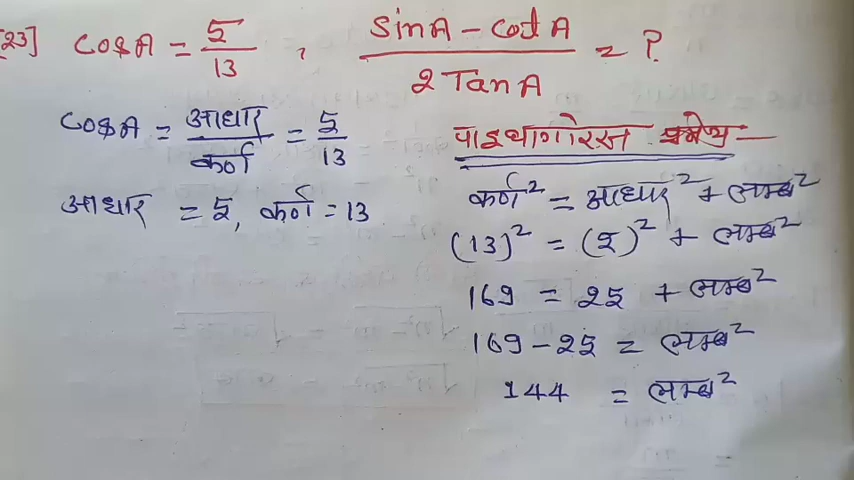 [23] CosA = 5/13 , (SinA - CotA)/(2 TanA) = ?
CosA = आधार/कर्ण = 5/13
आधार = 5, कर्ण = 13
पाइथागोरस प्रमेय -
कर्ण² = आधार² + लम्ब²
(13)² = (5)² + लम्ब²
169 = 25 + लम्ब²
169 - 25 = लम्ब²
144 = लम्ब²